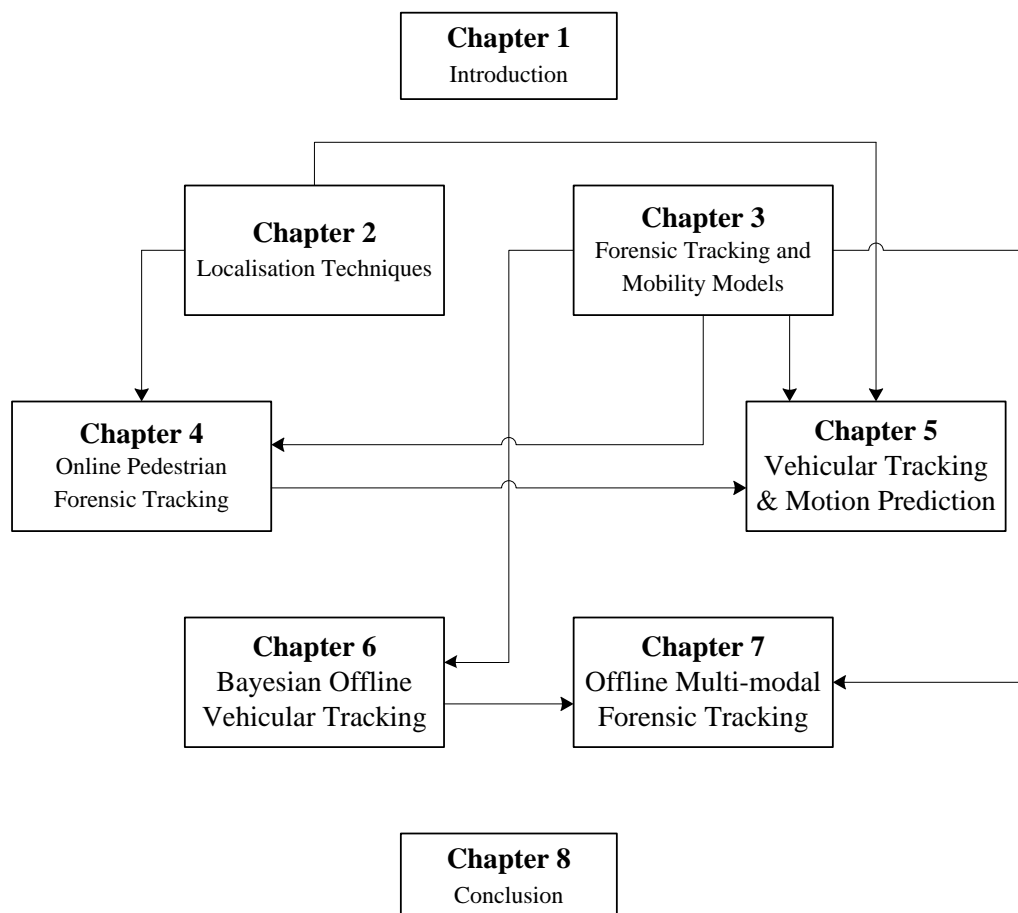 Chapter 1
Introduction
Chapter 2
Localisation Techniques
Chapter 3
Forensic Tracking and
Mobility Models
Chapter 4
Online Pedestrian
Forensic Tracking
Chapter 5
Vehicular Tracking
& Motion Prediction
Chapter 6
Bayesian Offline
Vehicular Tracking
Chapter 7
Offline Multi-modal
Forensic Tracking
Chapter 8
Conclusion